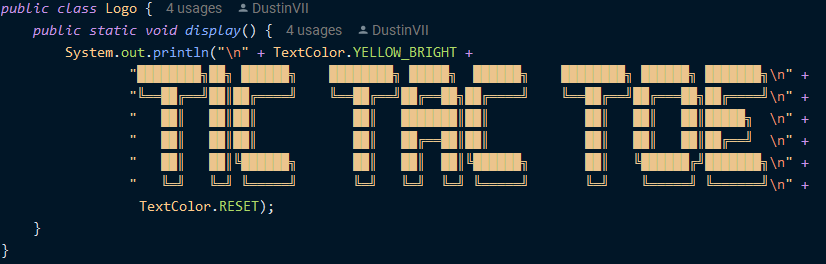 public class Logo {  4 usages  DustinVII
    public static void display() {  4 usages  DustinVII
        System.out.println("\n" + TextColor.YELLOW_BRIGHT +
                "████████╗██╗ ██████╗    ████████╗ █████╗  ██████╗    ████████╗ ██████╗ ███████╗\n" +
                "╚══██╔══╝██║██╔════╝    ╚══██╔══╝██╔══██╗██╔════╝    ╚══██╔══╝██╔═══██╗██╔════╝\n" +
                "   ██║   ██║██║            ██║   ███████║██║            ██║   ██║   ██║█████╗  \n" +
                "   ██║   ██║██║            ██║   ██╔══██║██║            ██║   ██║   ██║██╔══╝  \n" +
                "   ██║   ██║╚██████╗       ██║   ██║  ██║╚██████╗       ██║   ╚██████╔╝███████╗\n" +
                "   ╚═╝   ╚═╝ ╚═════╝       ╚═╝   ╚═╝  ╚═╝ ╚═════╝       ╚═╝    ╚═════╝ ╚══════╝\n" +
                 TextColor.RESET);
    }
}